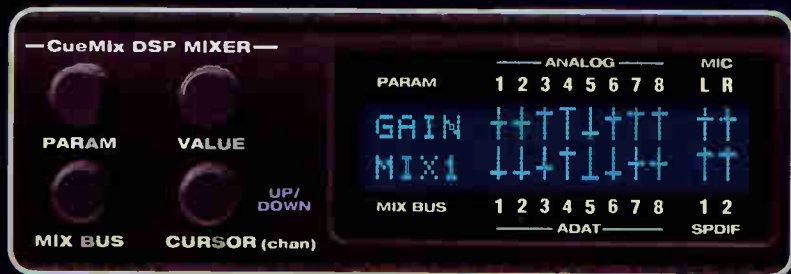 CueMix DSP MIXER
PARAM
VALUE
MIX BUS
CURSOR (chan)
UP/
DOWN
ANALOG
MIC
PARAM
1 2 3 4 5 6 7 8
L R
GAIN
MIX1
MIX BUS
1 2 3 4 5 6 7 8
1 2
ADAT
SPDIF